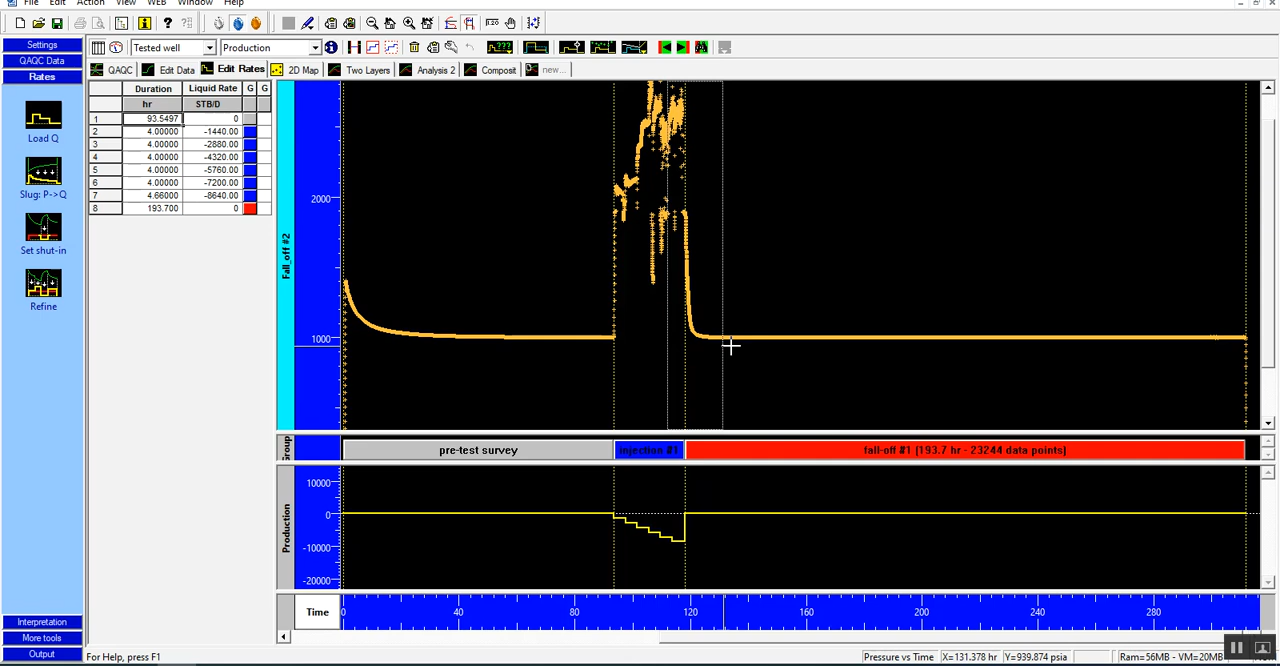 File Edit Action View WEB Window Help
Tested well Production
Settings
QAQC Data
Rates
QAQC Edit Data Edit Rates 2D Map Two Layers Analysis 2 Composit new...
Duration Liquid Rate G G
hr STB/D
1 93.5497 0
2 4.00000 -1440.00
3 4.00000 -2880.00
4 4.00000 -4320.00
5 4.00000 -5760.00
6 4.00000 -7200.00
7 4.66000 -8640.00
8 193.700 0
Load Q
Slug: P->Q
Set shut-in
Refine
Fall_off #2
2000
1000
Group
pre-test survey injection #1 fall-off #1 (193.7 hr - 23244 data points)
Production
10000
0
-10000
-20000
Time 0 40 80 120 160 200 240 280
Interpretation
More tools
Output
For Help, press F1 Pressure vs Time X=131.378 hr Y=939.874 psia Ram=56MB - VM=20MB